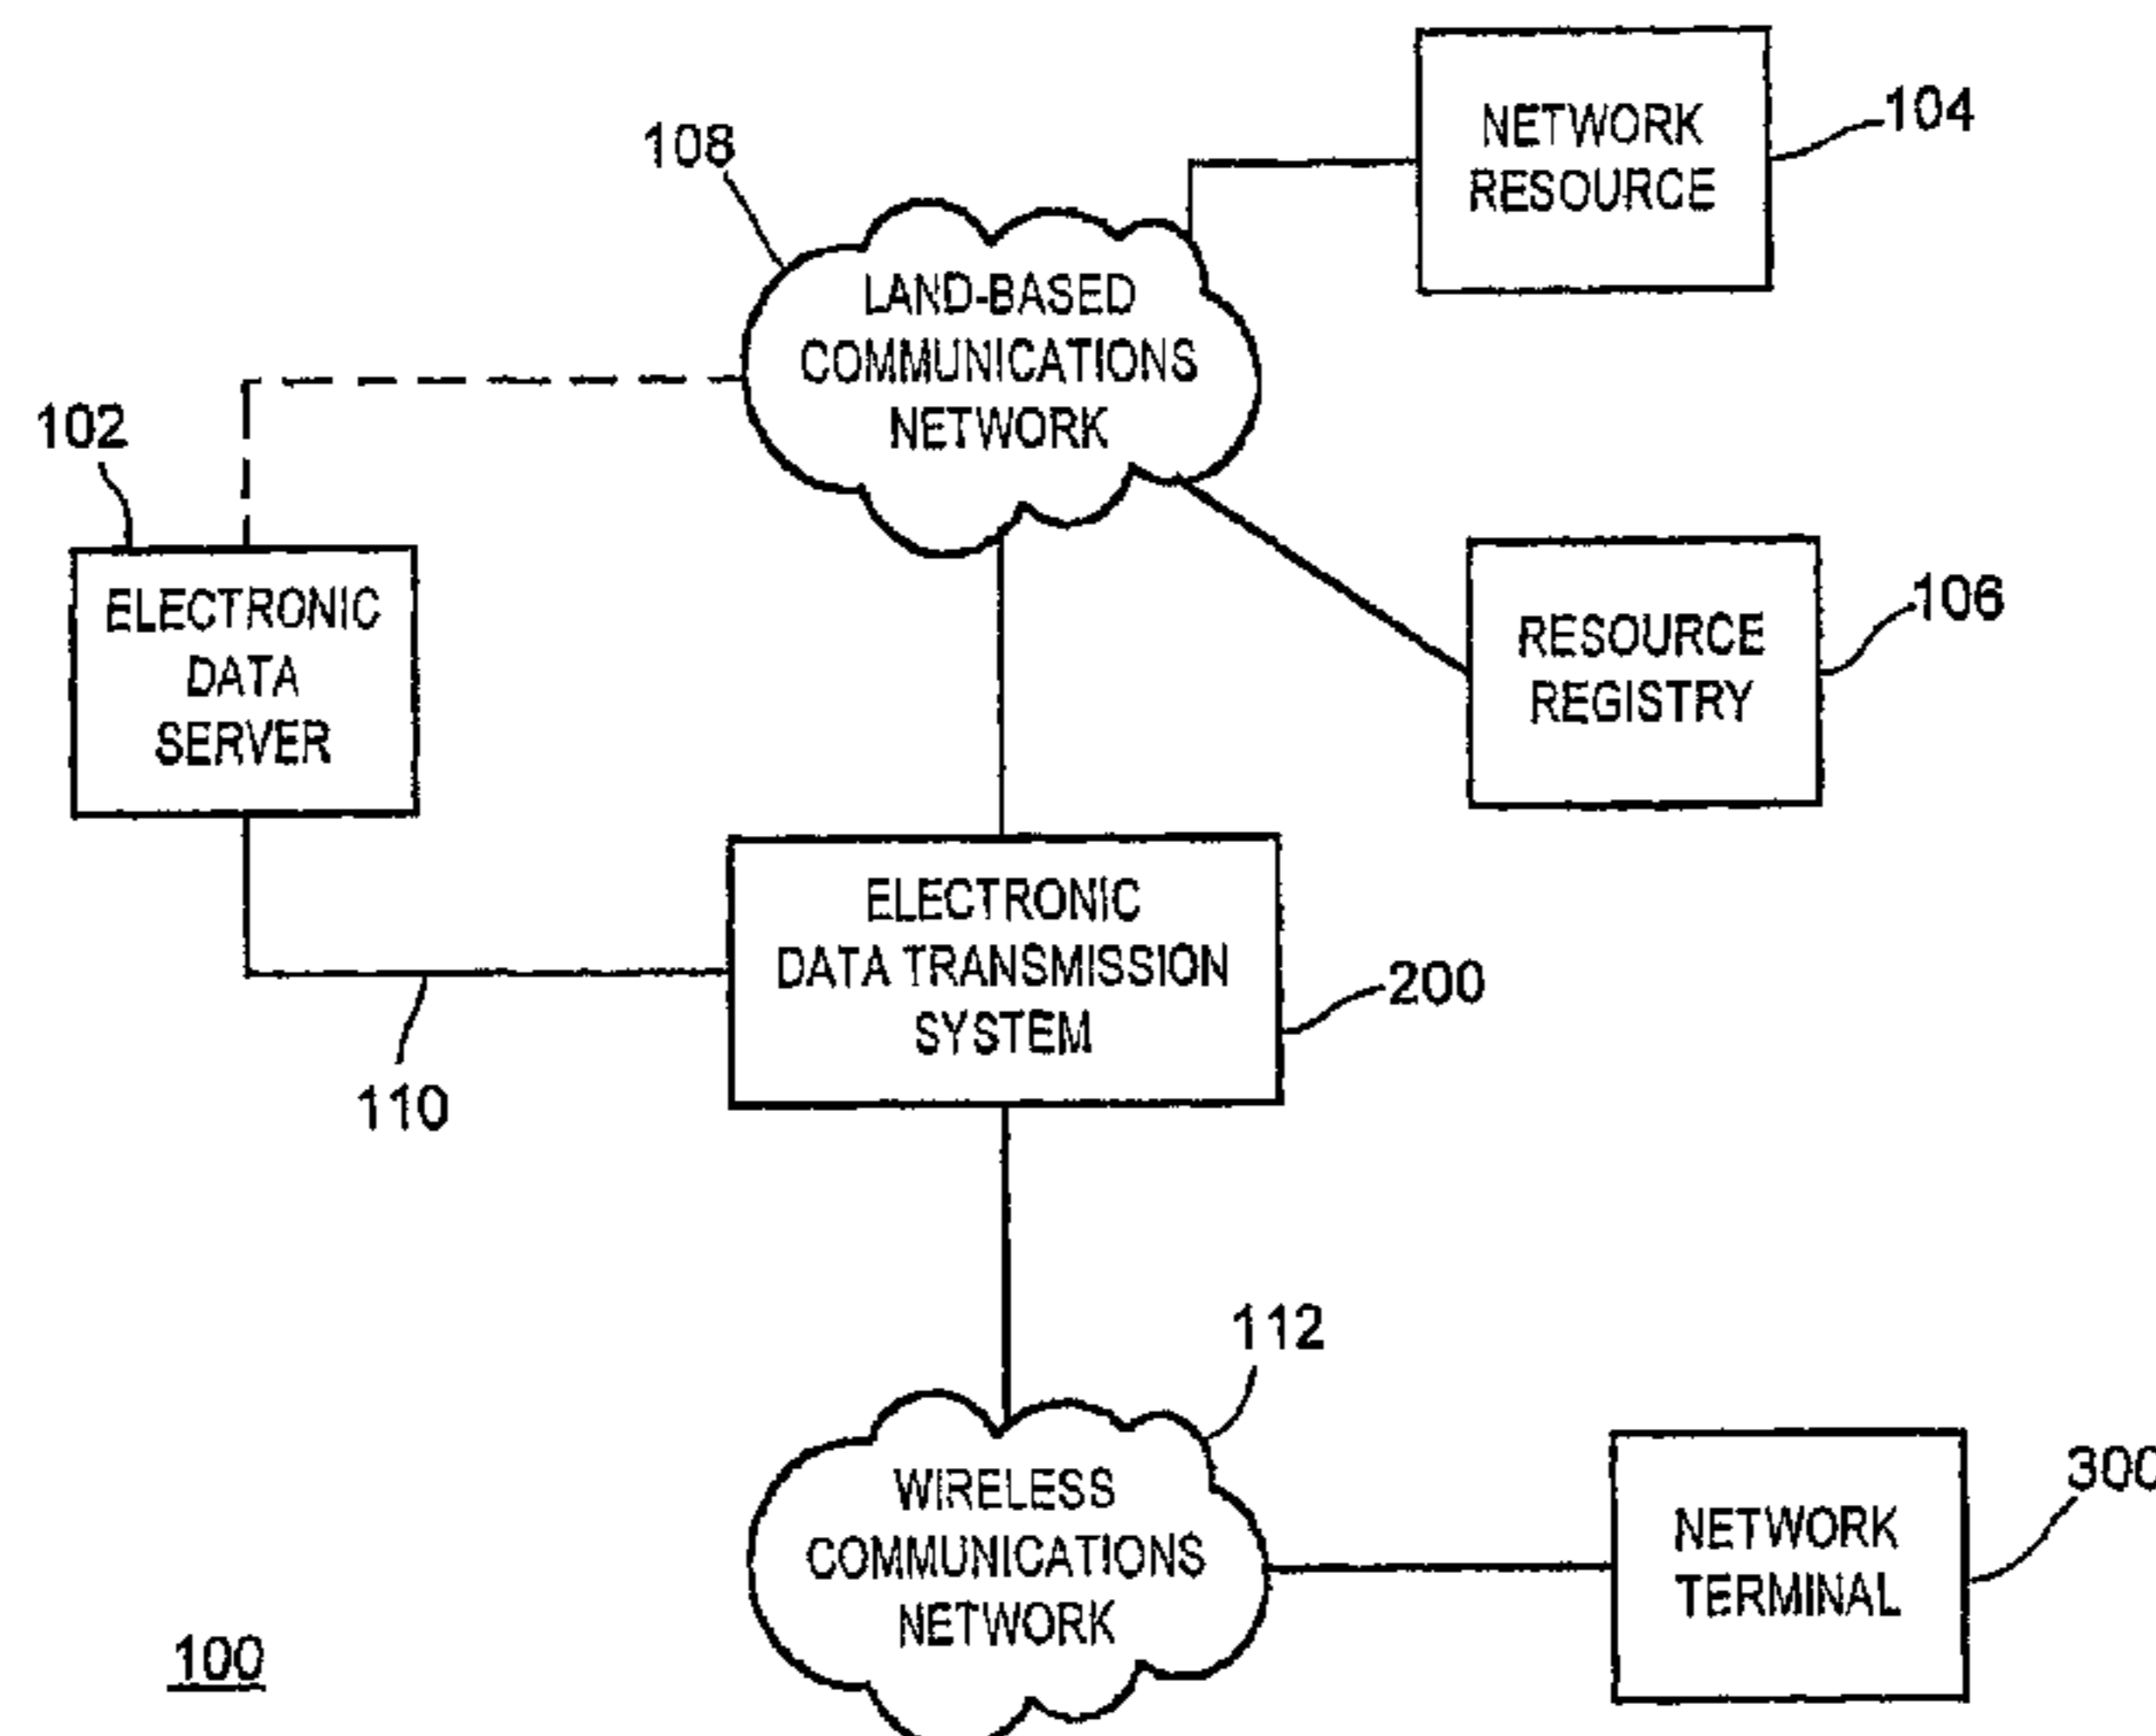 NETWORK
RESOURCE
104
108
LAND-BASED
COMMUNICATIONS
NETWORK
102
ELECTRONIC
DATA
SERVER
RESOURCE
REGISTRY
106
ELECTRONIC
DATA TRANSMISSION
SYSTEM
200
110
112
WIRELESS
COMMUNICATIONS
NETWORK
NETWORK
TERMINAL
300
100